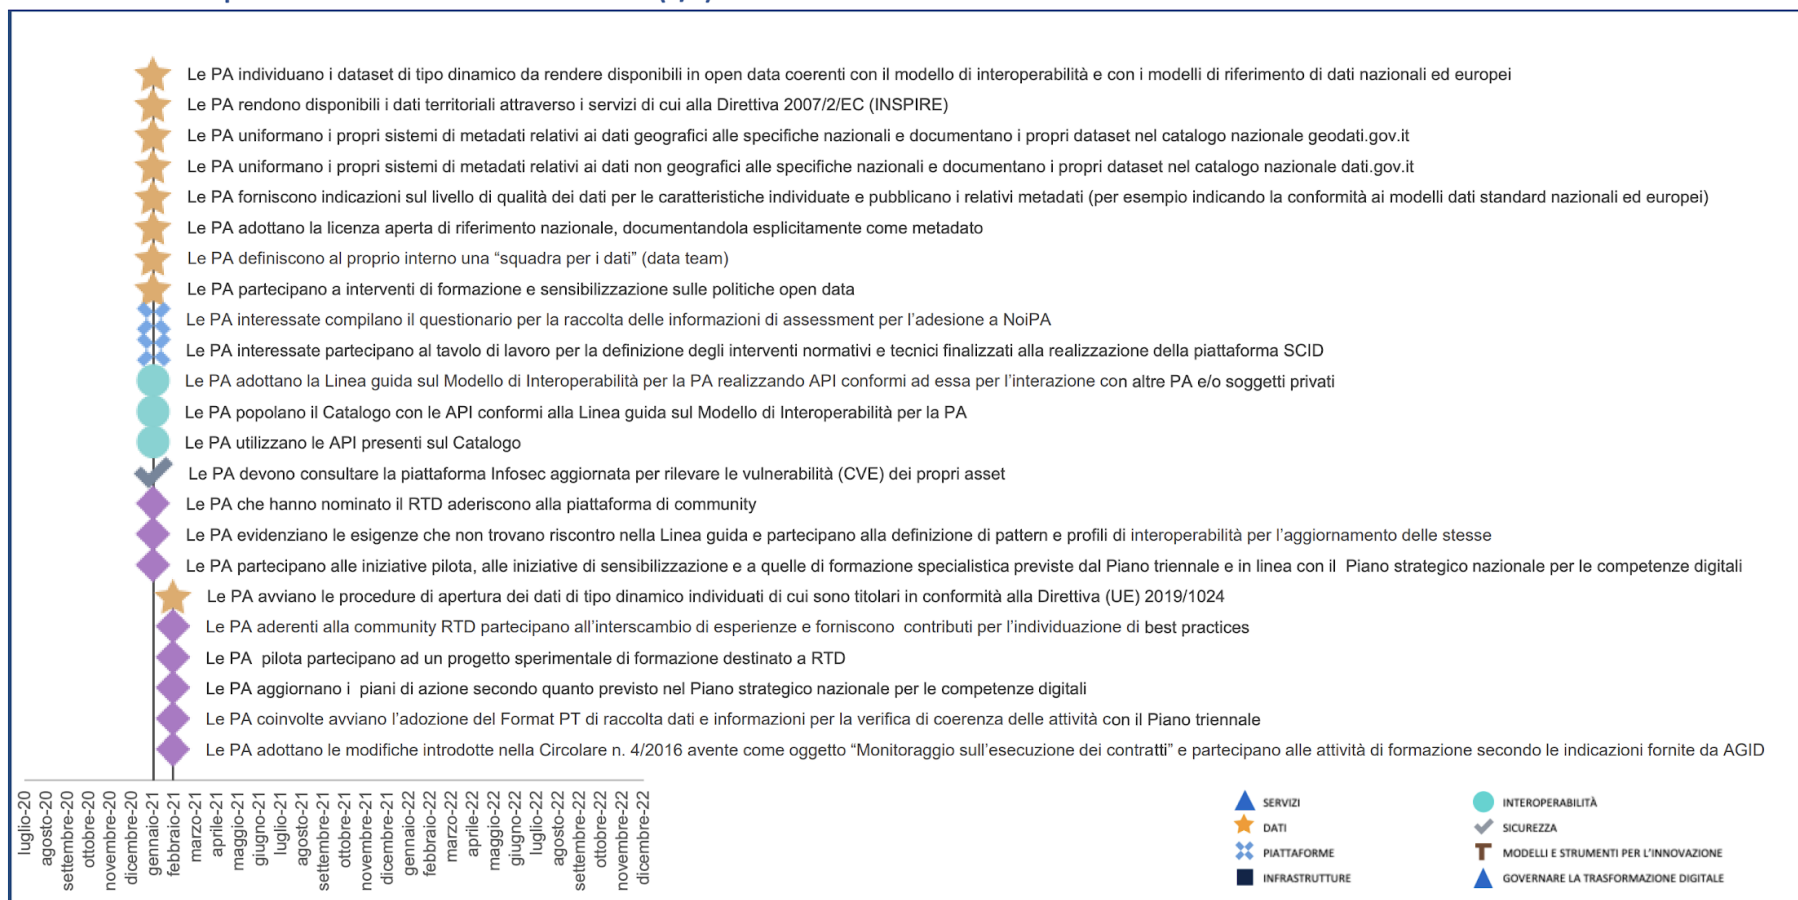 Le PA individuano i dataset di tipo dinamico da rendere disponibili in open data coerenti con il modello di interoperabilità e con i modelli di riferimento di dati nazionali ed europei
Le PA rendono disponibili i dati territoriali attraverso i servizi di cui alla Direttiva 2007/2/EC (INSPIRE)
Le PA uniformano i propri sistemi di metadati relativi ai dati geografici alle specifiche nazionali e documentano i propri dataset nel catalogo nazionale geodati.gov.it
Le PA uniformano i propri sistemi di metadati relativi ai dati non geografici alle specifiche nazionali e documentano i propri dataset nel catalogo nazionale dati.gov.it
Le PA forniscono indicazioni sul livello di qualità dei dati per le caratteristiche individuate e pubblicano i relativi metadati (per esempio indicando la conformità ai modelli dati standard nazionali ed europei)
Le PA adottano la licenza aperta di riferimento nazionale, documentandola esplicitamente come metadato
Le PA definiscono al proprio interno una “squadra per i dati” (data team)
Le PA partecipano a interventi di formazione e sensibilizzazione sulle politiche open data
Le PA interessate compilano il questionario per la raccolta delle informazioni di assessment per l’adesione a NoiPA
Le PA interessate partecipano al tavolo di lavoro per la definizione degli interventi normativi e tecnici finalizzati alla realizzazione della piattaforma SCID
Le PA adottano la Linea guida sul Modello di Interoperabilità per la PA realizzando API conformi ad essa per l’interazione con altre PA e/o soggetti privati
Le PA popolano il Catalogo con le API conformi alla Linea guida sul Modello di Interoperabilità per la PA
Le PA utilizzano le API presenti sul Catalogo
Le PA devono consultare la piattaforma Infosec aggiornata per rilevare le vulnerabilità (CVE) dei propri asset
Le PA che hanno nominato il RTD aderiscono alla piattaforma di community
Le PA evidenziano le esigenze che non trovano riscontro nella Linea guida e partecipano alla definizione di pattern e profili di interoperabilità per l’aggiornamento delle stesse
Le PA partecipano alle iniziative pilota, alle iniziative di sensibilizzazione e a quelle di formazione specialistica previste dal Piano triennale e in linea con il Piano strategico nazionale per le competenze digitali
Le PA avviano le procedure di apertura dei dati di tipo dinamico individuati di cui sono titolari in conformità alla Direttiva (UE) 2019/1024
Le PA aderenti alla community RTD partecipano all’interscambio di esperienze e forniscono contributi per l’individuazione di best practices
Le PA pilota partecipano ad un progetto sperimentale di formazione destinato a RTD
Le PA aggiornano i piani di azione secondo quanto previsto nel Piano strategico nazionale per le competenze digitali
Le PA coinvolte avviano l’adozione del Format PT di raccolta dati e informazioni per la verifica di coerenza delle attività con il Piano triennale
Le PA adottano le modifiche introdotte nella Circolare n. 4/2016 avente come oggetto “Monitoraggio sull’esecuzione dei contratti” e partecipano alle attività di formazione secondo le indicazioni fornite da AGID
luglio-20
agosto-20
settembre-20
ottobre-20
novembre-20
dicembre-20
gennaio-21
febbraio-21
marzo-21
aprile-21
maggio-21
giugno-21
luglio-21
agosto-21
settembre-21
ottobre-21
novembre-21
dicembre-21
gennaio-22
febbraio-22
marzo-22
aprile-22
maggio-22
giugno-22
luglio-22
agosto-22
settembre-22
ottobre-22
novembre-22
dicembre-22
SERVIZI
DATI
PIATTAFORME
INFRASTRUTTURE
INTEROPERABILITÀ
SICUREZZA
MODELLI E STRUMENTI PER L’INNOVAZIONE
GOVERNARE LA TRASFORMAZIONE DIGITALE